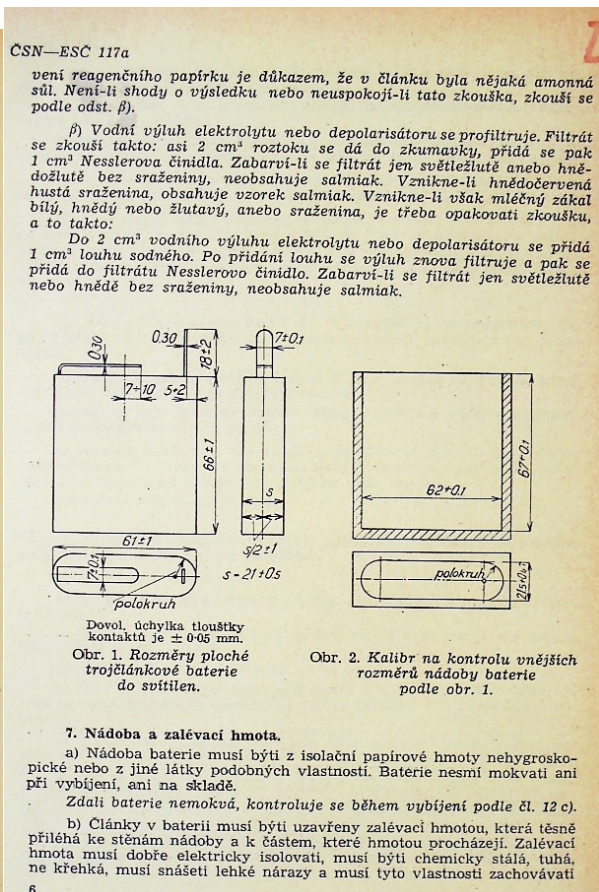 ČSN—ESČ 117a
vení reagenčního papírku je důkazem, že v článku byla nějaká amonná
sůl. Není-li shody o výsledku nebo neuspokojí-li tato zkouška, zkouší se
podle odst. β).
β) Vodní výluh elektrolytu nebo depolarisátoru se profiltruje. Filtrát
se zkouší takto: asi 2 cm³ roztoku se dá do zkumavky, přidá se pak
1 cm³ Nesslerova činidla. Zabarví-li se filtrát jen světležlutě anebo hně-
dožlutě bez sraženiny, neobsahuje salmiak. Vznikne-li hnědočervená
hustá sraženina, obsahuje vzorek salmiak. Vznikne-li však mléčný zákal
bílý, hnědý nebo žlutavý, anebo sraženina, je třeba opakovati zkoušku,
a to takto:
Do 2 cm³ vodního výluhu elektrolytu nebo depolarisátoru se přidá
1 cm³ louhu sodného. Po přidání louhu se výluh znova filtruje a pak se
přidá do filtrátu Nesslerovo činidlo. Zabarví-li se filtrát jen světležlutě
nebo hnědě bez sraženiny, neobsahuje salmiak.
0.30
0.30
18±2
7±0.1
7÷10
5+2
66±1
s
s/2±1
61±1
7±0.1
polokruh
s-21±0.5
62+0.1
67+0.1
polokruh
Dovol. úchylka tloušťky
kontaktů je ± 0·05 mm.
Obr. 1. Rozměry ploché
trojčlánkové baterie
do svítilen.
Obr. 2. Kalibr na kontrolu vnějších
rozměrů nádoby baterie
podle obr. 1.
7. Nádoba a zalévací hmota.
a) Nádoba baterie musí býti z isolační papírové hmoty nehygrosko-
pické nebo z jiné látky podobných vlastností. Baterie nesmí mokvati ani
při vybíjení, ani na skladě.
Zdali baterie nemokvá, kontroluje se během vybíjení podle čl. 12 c).
b) Články v baterii musí býti uzavřeny zalévací hmotou, která těsně
přiléhá ke stěnám nádoby a k částem, které hmotou procházejí. Zalévací
hmota musí dobře elektricky isolovati, musí býti chemicky stálá, tuhá,
ne křehká, musí snášeti lehké nárazy a musí tyto vlastnosti zachovávati
6